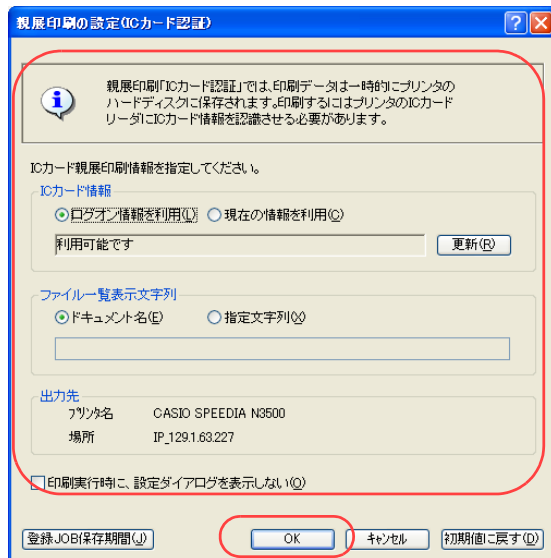 親展印刷の設定(ICカード認証)
親展印刷「ICカード認証」では、印刷データは一時的にプリンタの
ハードディスクに保存されます。印刷するにはプリンタのICカード
リーダにICカード情報を認識させる必要があります。
ICカード親展印刷情報を指定してください。
ICカード情報
ログオン情報を利用(L) 現在の情報を利用(C)
利用可能です 更新(R)
ファイル一覧表示文字列
ドキュメント名(E) 指定文字列(X)
出力先
プリンタ名 CASIO SPEEDIA N3500
場所 IP_129.1.63.227
印刷実行時に、設定ダイアログを表示しない(O)
登録JOB保存期間(J) OK キャンセル 初期値に戻す(D)